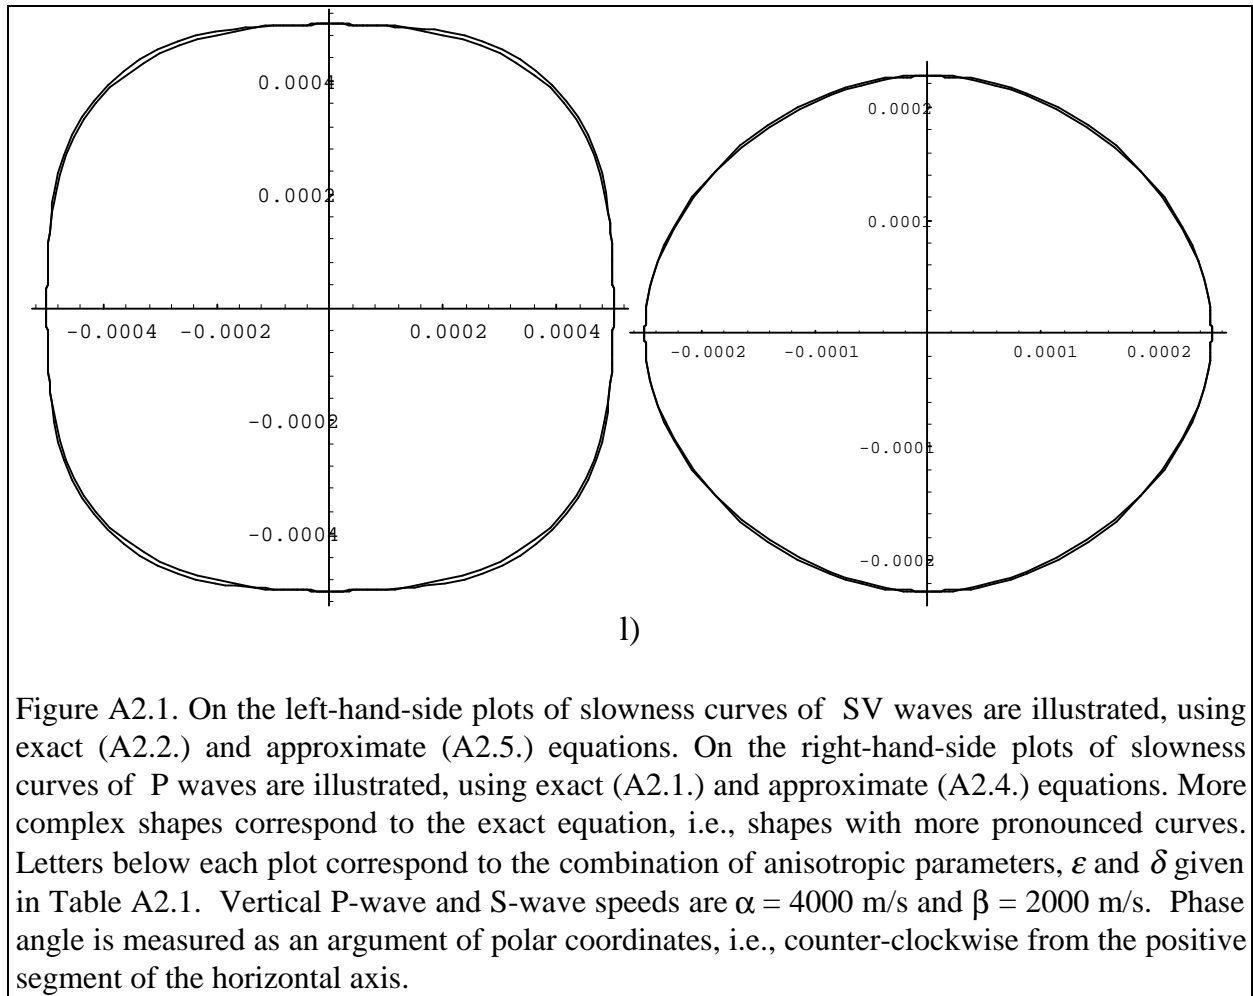 0.0004
0.0002
-0.0004 -0.0002 0.0002 0.0004
-0.0002
-0.0004
0.0002
0.0001
-0.0002 -0.0001 0.0001 0.0002
-0.0001
-0.0002
l)
Figure A2.1. On the left-hand-side plots of slowness curves of SV waves are illustrated, using
exact (A2.2.) and approximate (A2.5.) equations. On the right-hand-side plots of slowness
curves of P waves are illustrated, using exact (A2.1.) and approximate (A2.4.) equations. More
complex shapes correspond to the exact equation, i.e., shapes with more pronounced curves.
Letters below each plot correspond to the combination of anisotropic parameters, ε and δ given
in Table A2.1. Vertical P-wave and S-wave speeds are α = 4000 m/s and β = 2000 m/s. Phase
angle is measured as an argument of polar coordinates, i.e., counter-clockwise from the positive
segment of the horizontal axis.